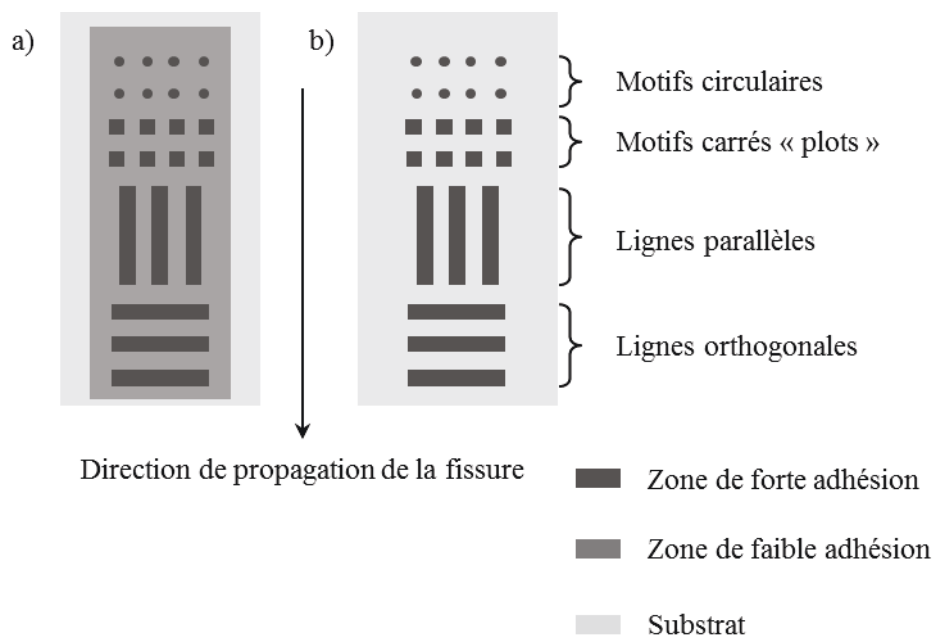 a)
b)
Motifs circulaires
Motifs carrés « plots »
Lignes parallèles
Lignes orthogonales
Direction de propagation de la fissure
Zone de forte adhésion
Zone de faible adhésion
Substrat